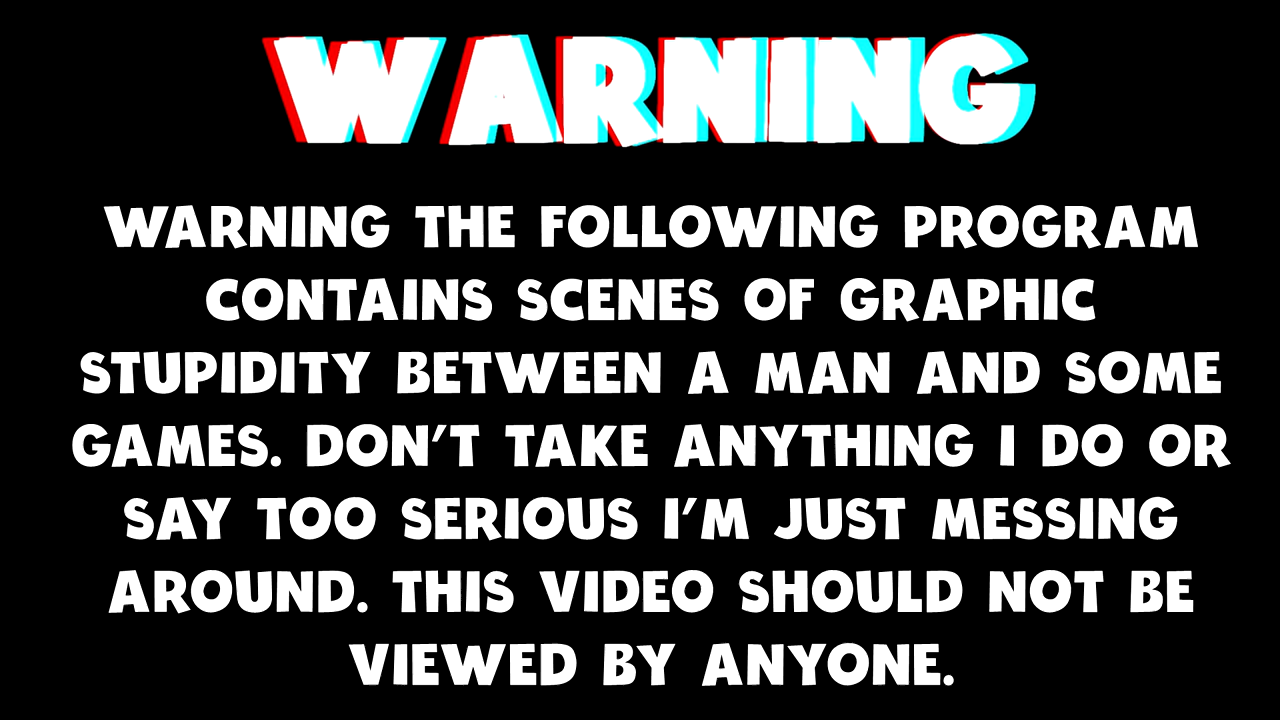 WARNING
WARNING THE FOLLOWING PROGRAM
CONTAINS SCENES OF GRAPHIC
STUPIDITY BETWEEN A MAN AND SOME
GAMES. DON'T TAKE ANYTHING I DO OR
SAY TOO SERIOUS I'M JUST MESSING
AROUND. THIS VIDEO SHOULD NOT BE
VIEWED BY ANYONE.